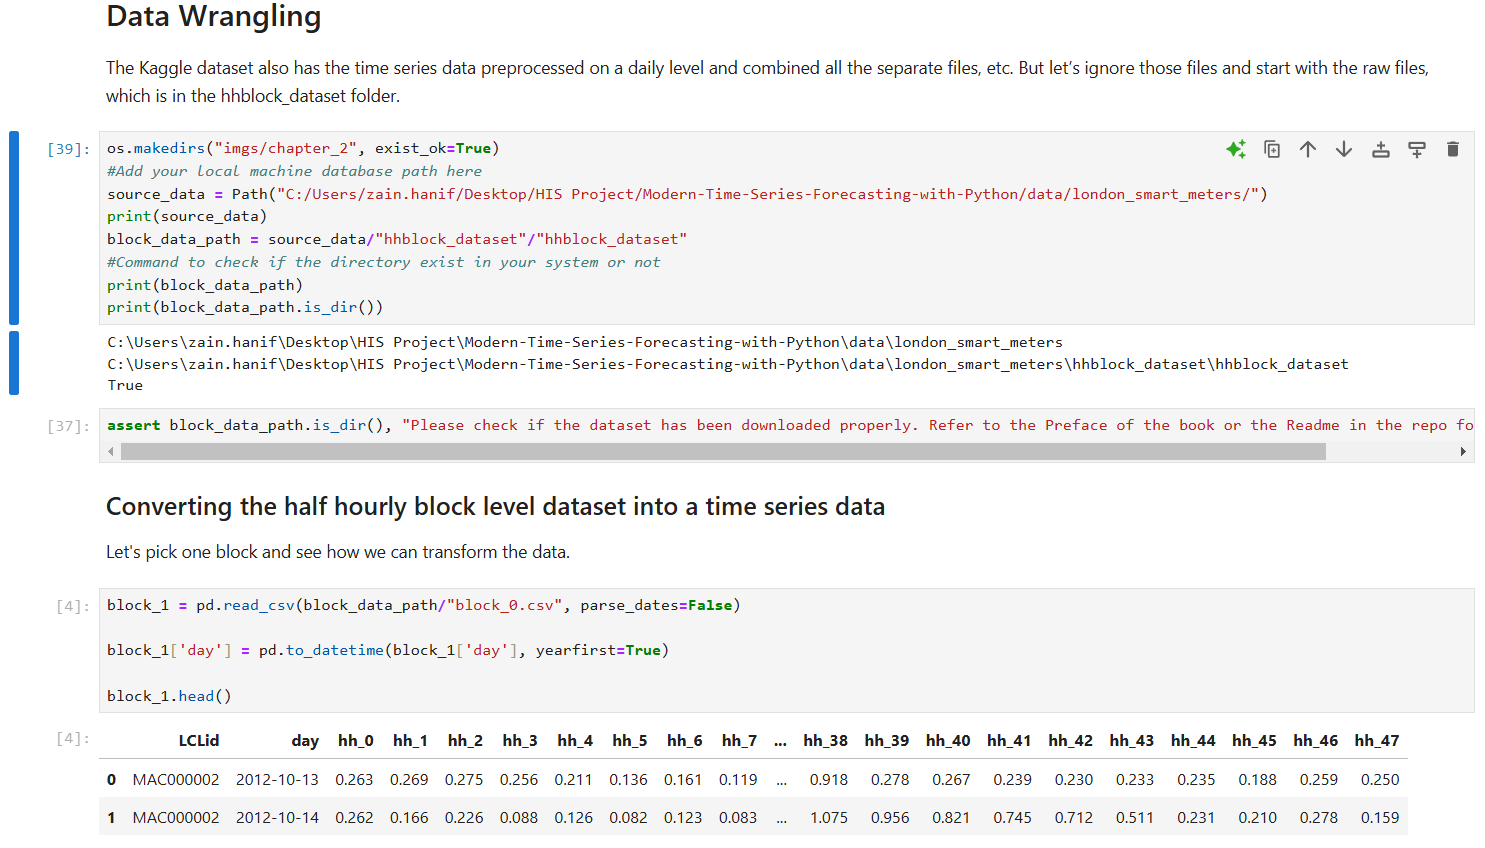 Data Wrangling
The Kaggle dataset also has the time series data preprocessed on a daily level and combined all the separate files, etc. But let’s ignore those files and start with the raw files,
which is in the hhblock_dataset folder.
[39]: os.makedirs("imgs/chapter_2", exist_ok=True)
#Add your local machine database path here
source_data = Path("C:/Users/zain.hanif/Desktop/HIS Project/Modern-Time-Series-Forecasting-with-Python/data/london_smart_meters/")
print(source_data)
block_data_path = source_data/"hhblock_dataset"/"hhblock_dataset"
#Command to check if the directory exist in your system or not
print(block_data_path)
print(block_data_path.is_dir())
C:\Users\zain.hanif\Desktop\HIS Project\Modern-Time-Series-Forecasting-with-Python\data\london_smart_meters
C:\Users\zain.hanif\Desktop\HIS Project\Modern-Time-Series-Forecasting-with-Python\data\london_smart_meters\hhblock_dataset\hhblock_dataset
True
[37]: assert block_data_path.is_dir(), "Please check if the dataset has been downloaded properly. Refer to the Preface of the book or the Readme in the repo fo
Converting the half hourly block level dataset into a time series data
Let's pick one block and see how we can transform the data.
[4]: block_1 = pd.read_csv(block_data_path/"block_0.csv", parse_dates=False)
block_1['day'] = pd.to_datetime(block_1['day'], yearfirst=True)
block_1.head()
[4]: LCLid day hh_0 hh_1 hh_2 hh_3 hh_4 hh_5 hh_6 hh_7 ... hh_38 hh_39 hh_40 hh_41 hh_42 hh_43 hh_44 hh_45 hh_46 hh_47
0 MAC000002 2012-10-13 0.263 0.269 0.275 0.256 0.211 0.136 0.161 0.119 ... 0.918 0.278 0.267 0.239 0.230 0.233 0.235 0.188 0.259 0.250
1 MAC000002 2012-10-14 0.262 0.166 0.226 0.088 0.126 0.082 0.123 0.083 ... 1.075 0.956 0.821 0.745 0.712 0.511 0.231 0.210 0.278 0.159